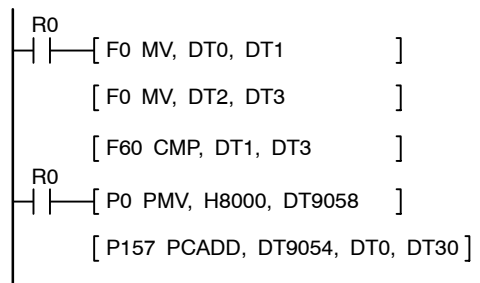 R0
[ F0 MV, DT0, DT1 ]
[ F0 MV, DT2, DT3 ]
[ F60 CMP, DT1, DT3 ]
R0
[ P0 PMV, H8000, DT9058 ]
[ P157 PCADD, DT9054, DT0, DT30 ]